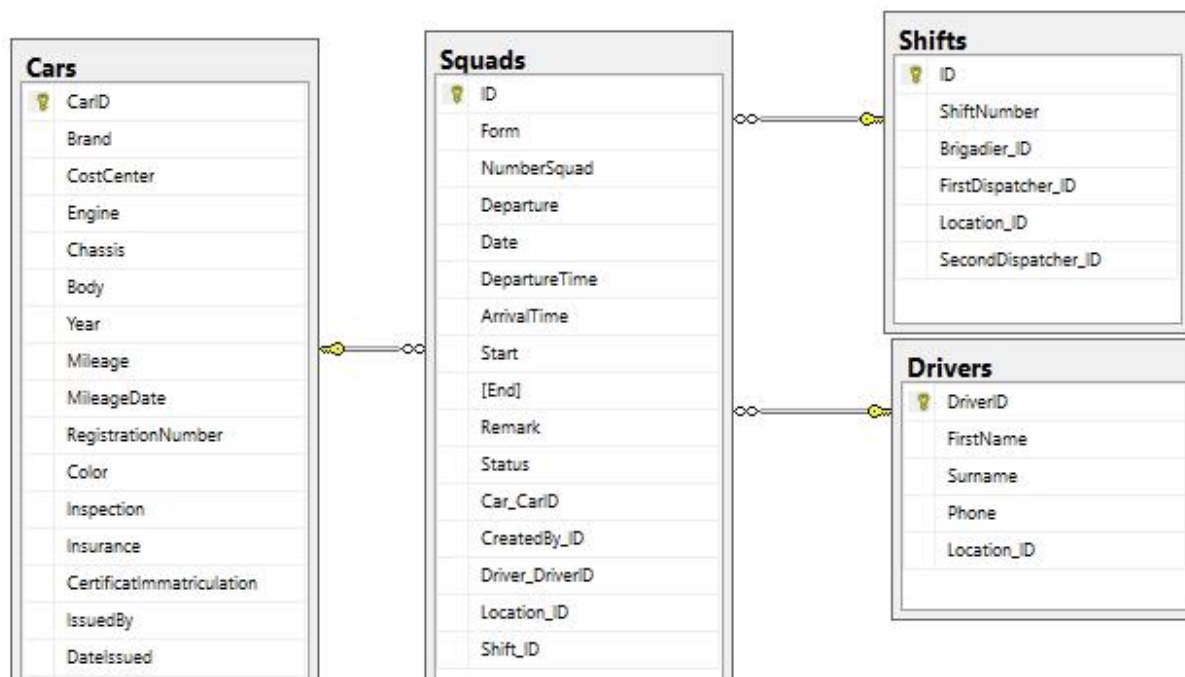 Cars
CarID
Brand
CostCenter
Engine
Chassis
Body
Year
Mileage
MileageDate
RegistrationNumber
Color
Inspection
Insurance
CertificatImmatriculation
IssuedBy
DateIssued
Squads
ID
Form
NumberSquad
Departure
Date
DepartureTime
ArrivalTime
Start
[End]
Remark
Status
Car_CarID
CreatedBy_ID
Driver_DriverID
Location_ID
Shift_ID
Shifts
ID
ShiftNumber
Brigadier_ID
FirstDispatcher_ID
Location_ID
SecondDispatcher_ID
Drivers
DriverID
FirstName
Surname
Phone
Location_ID